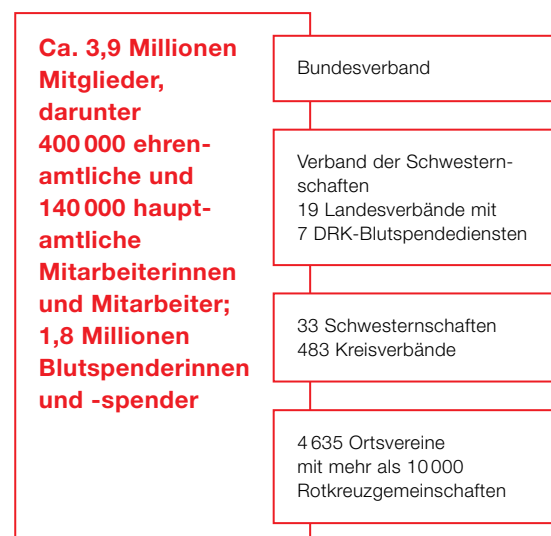 Ca. 3,9 Millionen
Mitglieder,
darunter
400 000 ehren-
amtliche und
140 000 haupt-
amtliche
Mitarbeiterinnen
und Mitarbeiter;
1,8 Millionen
Blutspenderinnen
und -spender
Bundesverband
Verband der Schwestern-
schaften
19 Landesverbände mit
7 DRK-Blutspendediensten
33 Schwesternschaften
483 Kreisverbände
4 635 Ortsvereine
mit mehr als 10 000
Rotkreuzgemeinschaften